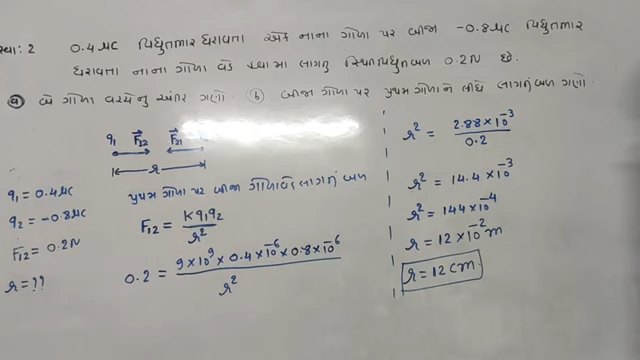 સ્વા: 2 0.4 μC વિદ્યુતભાર ધરાવતા એક નાના ગોળા પર બીજા -0.8 μC વિદ્યુતભાર
ધરાવતા નાના ગોળા વડે હવામાં લાગતુ સ્થિતવિદ્યુતબળ 0.2 N છે.
ⓐ બે ગોળા વચ્ચેનુ અંતર ગણો. ⓑ બીજા ગોળા પર પ્રથમ ગોળાને લીધે લાગતું બળ ગણો.
q₁ F⃗₁₂ F⃗₂₁
r
q₁ = 0.4 μC
q₂ = -0.8 μC
F₁₂ = 0.2 N
r = ??
પ્રથમ ગોળા પર બીજા ગોળાવડે લાગતું બળ
F₁₂ = Kq₁q₂ / r²
0.2 = 9×10⁹ × 0.4×10⁻⁶ × 0.8×10⁻⁶ / r²
r² = 2.88×10⁻³ / 0.2
r² = 14.4×10⁻³
r² = 144×10⁻⁴
r = 12×10⁻² m
r = 12 cm.